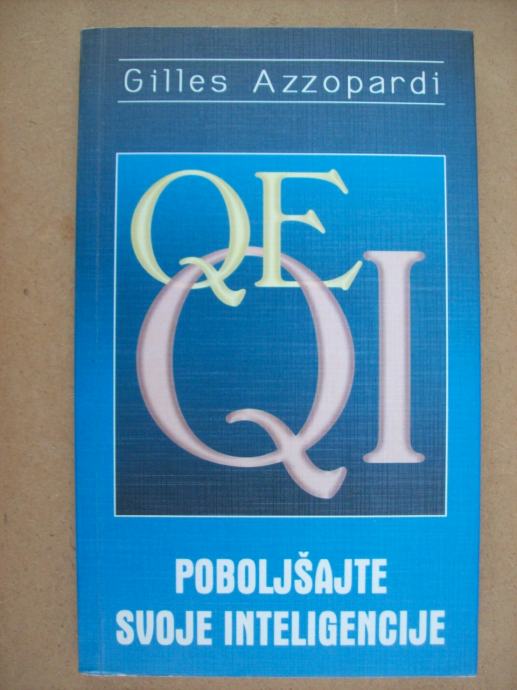 Gilles Azzopardi
QE
QI
POBOLJŠAJTE
SVOJE INTELIGENCIJE